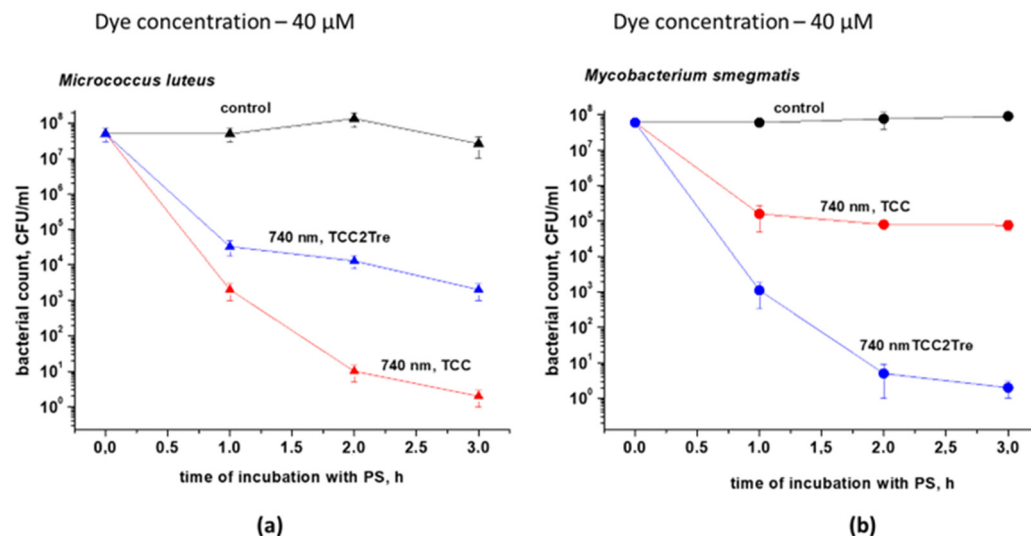 Dye concentration – 40 µM
Micrococcus luteus
control
740 nm, TCC2Tre
740 nm, TCC
bacterial count, CFU/ml
10⁸
10⁷
10⁶
10⁵
10⁴
10³
10²
10¹
10⁰
0,0 0,5 1.0 1,5 2.0 2,5 3.0
time of incubation with PS, h
(a)
Dye concentration – 40 µM
Mycobacterium smegmatis
control
740 nm, TCC
740 nmTCC2Tre
bacterial count, CFU/ml
10⁸
10⁷
10⁶
10⁵
10⁴
10³
10²
10¹
10⁰
0,0 0,5 1.0 1,5 2.0 2,5 3,0
time of incubation with PS, h
(b)